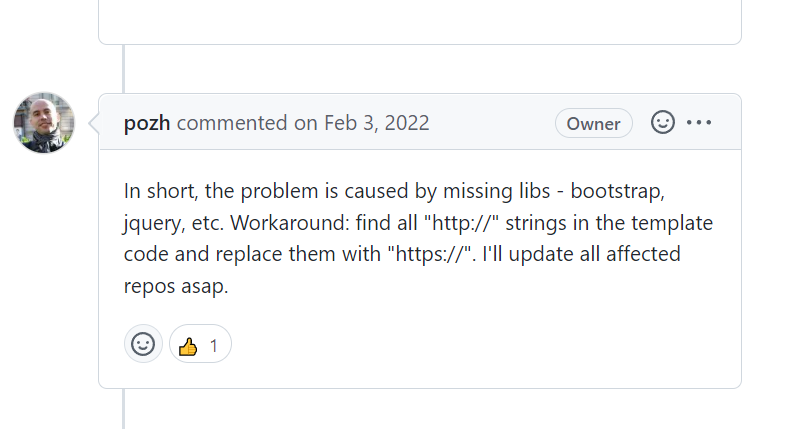 pozh commented on Feb 3, 2022 Owner
In short, the problem is caused by missing libs - bootstrap,
jquery, etc. Workaround: find all "http://" strings in the template
code and replace them with "https://". I'll update all affected
repos asap.
1